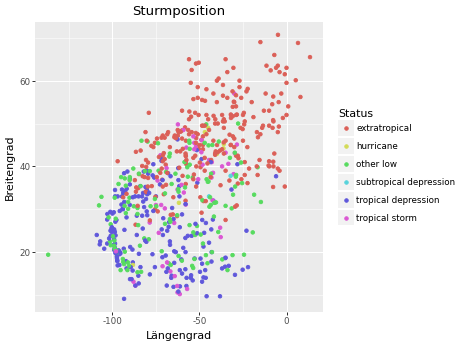 Sturmposition
60
40
20
-100
-50
0
Breitengrad
Längengrad
Status
extratropical
hurricane
other low
subtropical depression
tropical depression
tropical storm